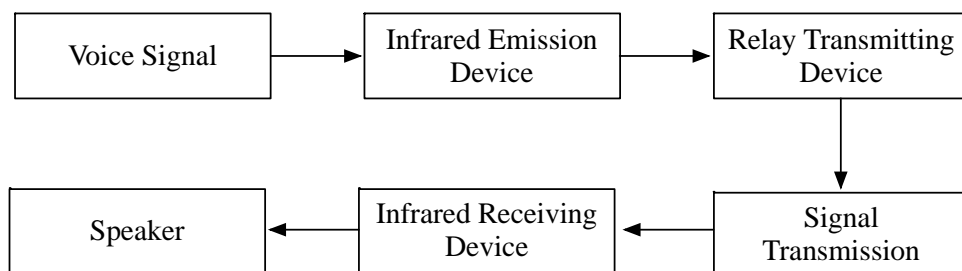 Voice Signal
Infrared Emission
Device
Relay Transmitting
Device
Speaker
Infrared Receiving
Device
Signal
Transmission